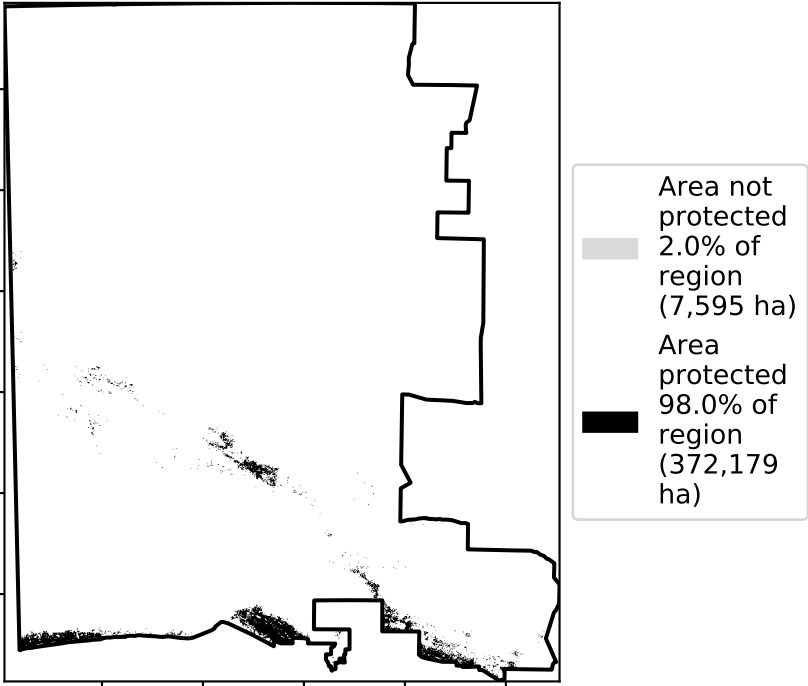 Area not
protected
2.0% of
region
(7,595 ha)
Area
protected
98.0% of
region
(372,179
ha)